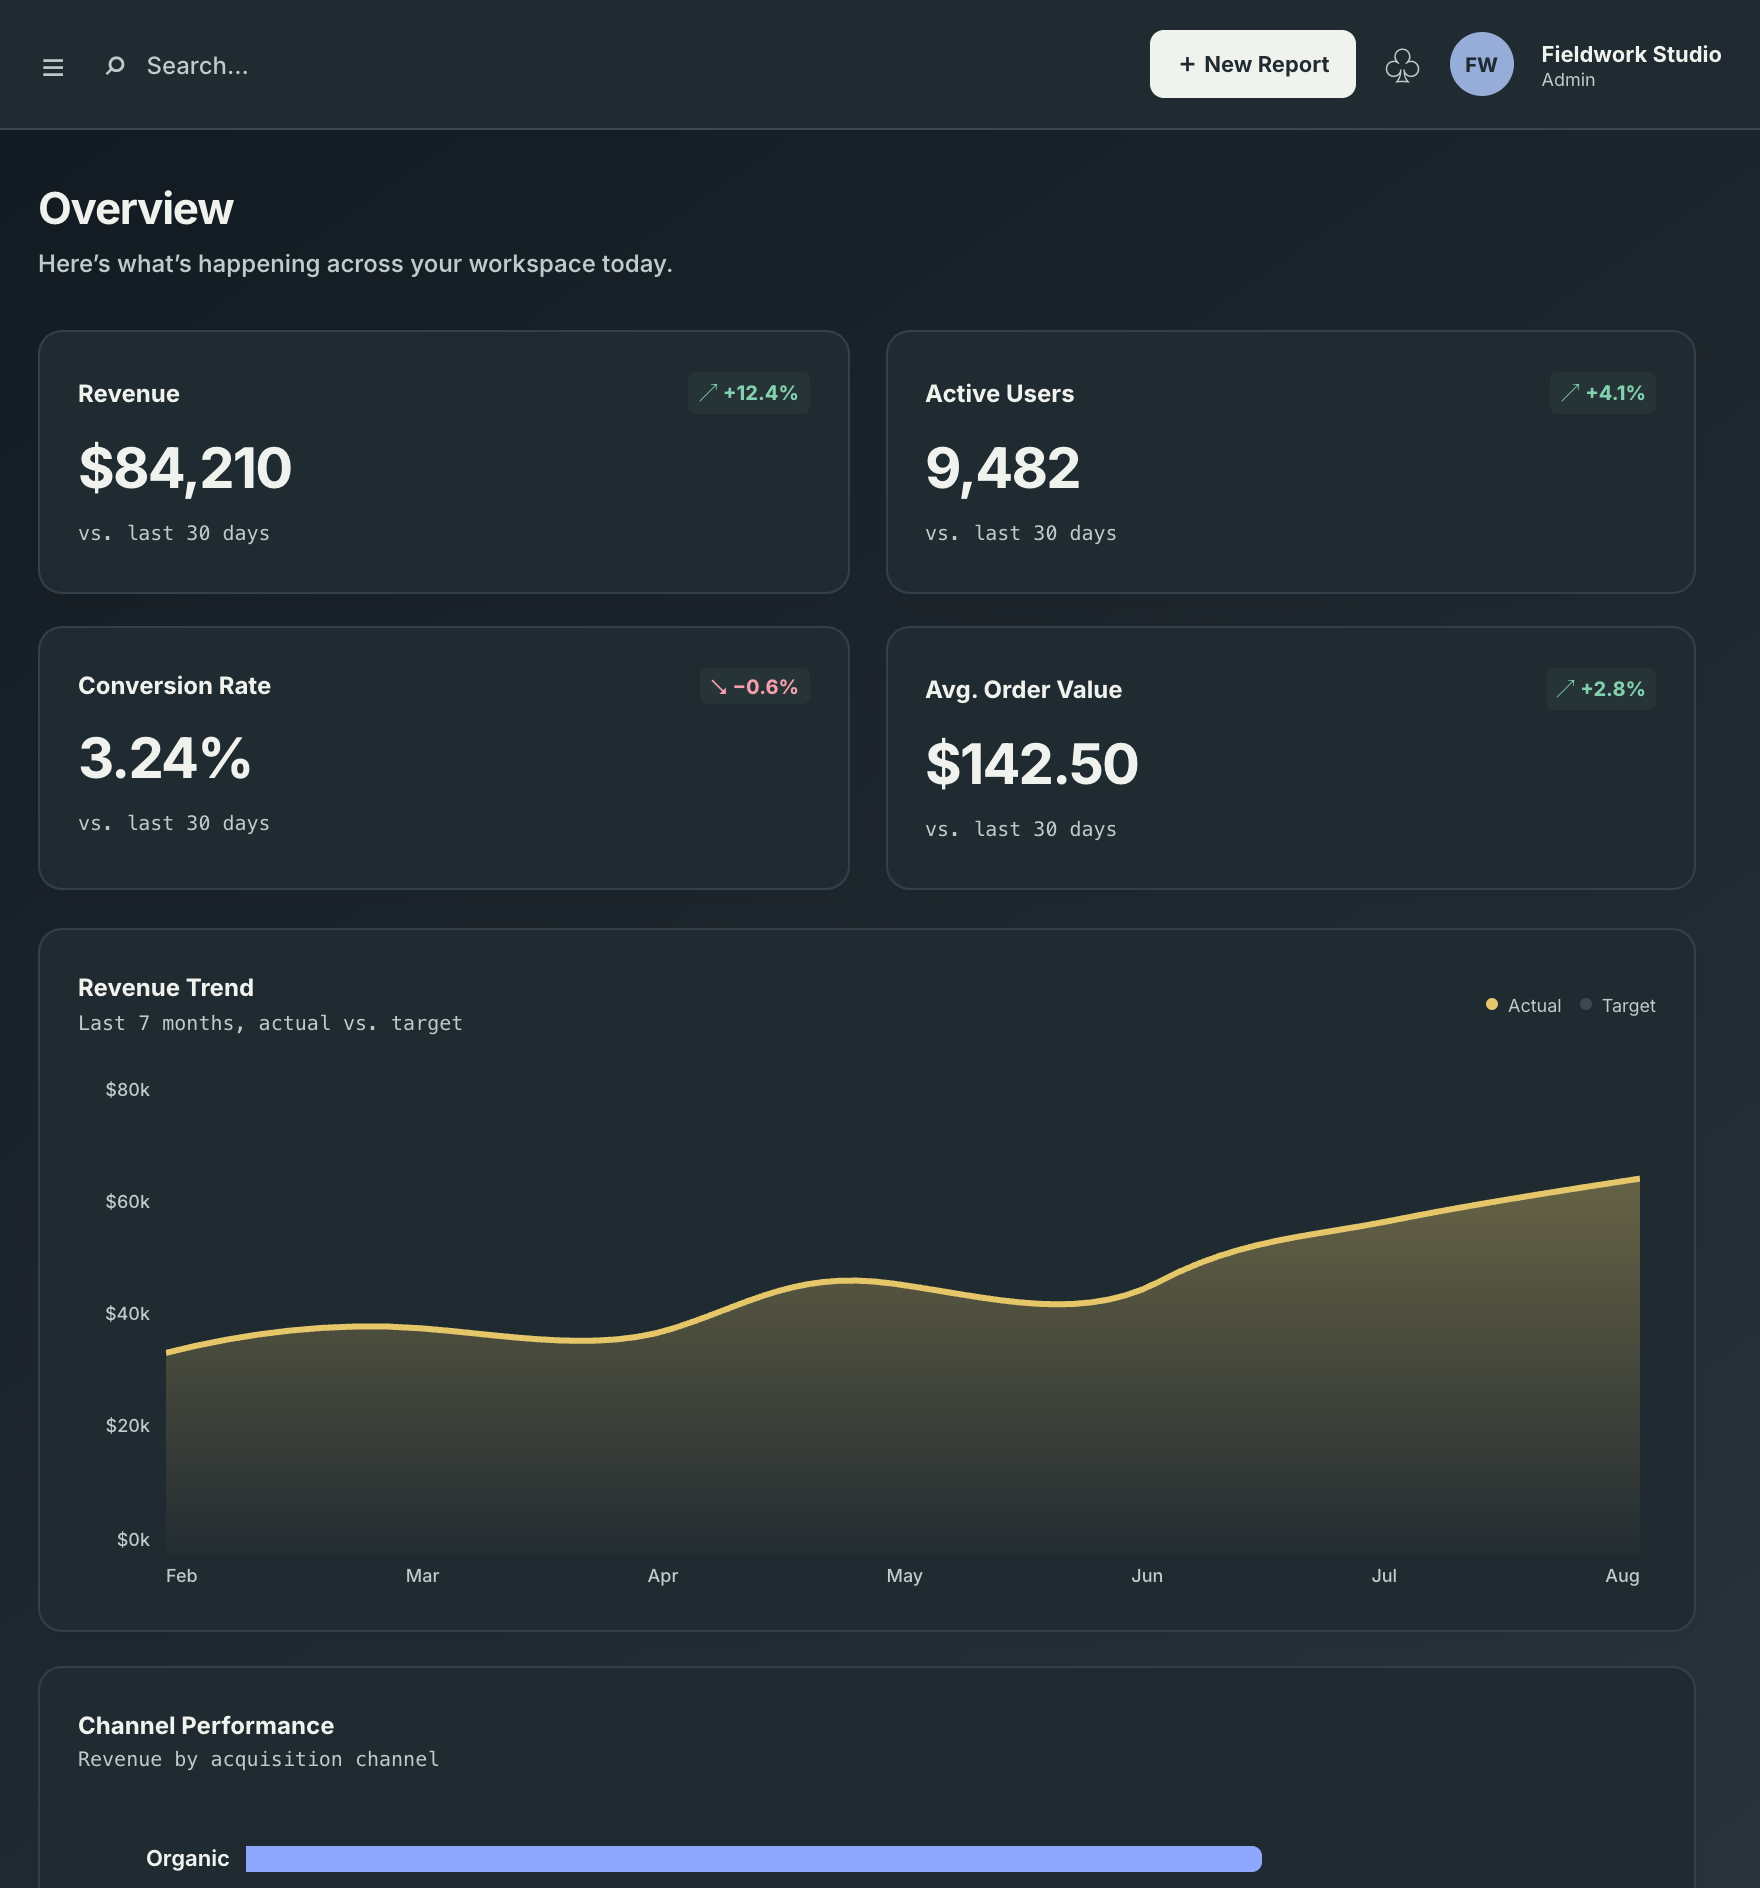 Search...
+ New Report
FW
Fieldwork Studio
Admin
Overview
Here’s what’s happening across your workspace today.
Revenue
+12.4%
$84,210
vs. last 30 days
Active Users
+4.1%
9,482
vs. last 30 days
Conversion Rate
−0.6%
3.24%
vs. last 30 days
Avg. Order Value
+2.8%
$142.50
vs. last 30 days
Revenue Trend
Last 7 months, actual vs. target
Actual
Target
$80k
$60k
$40k
$20k
$0k
Feb Mar Apr May Jun Jul Aug
Channel Performance
Revenue by acquisition channel
Organic